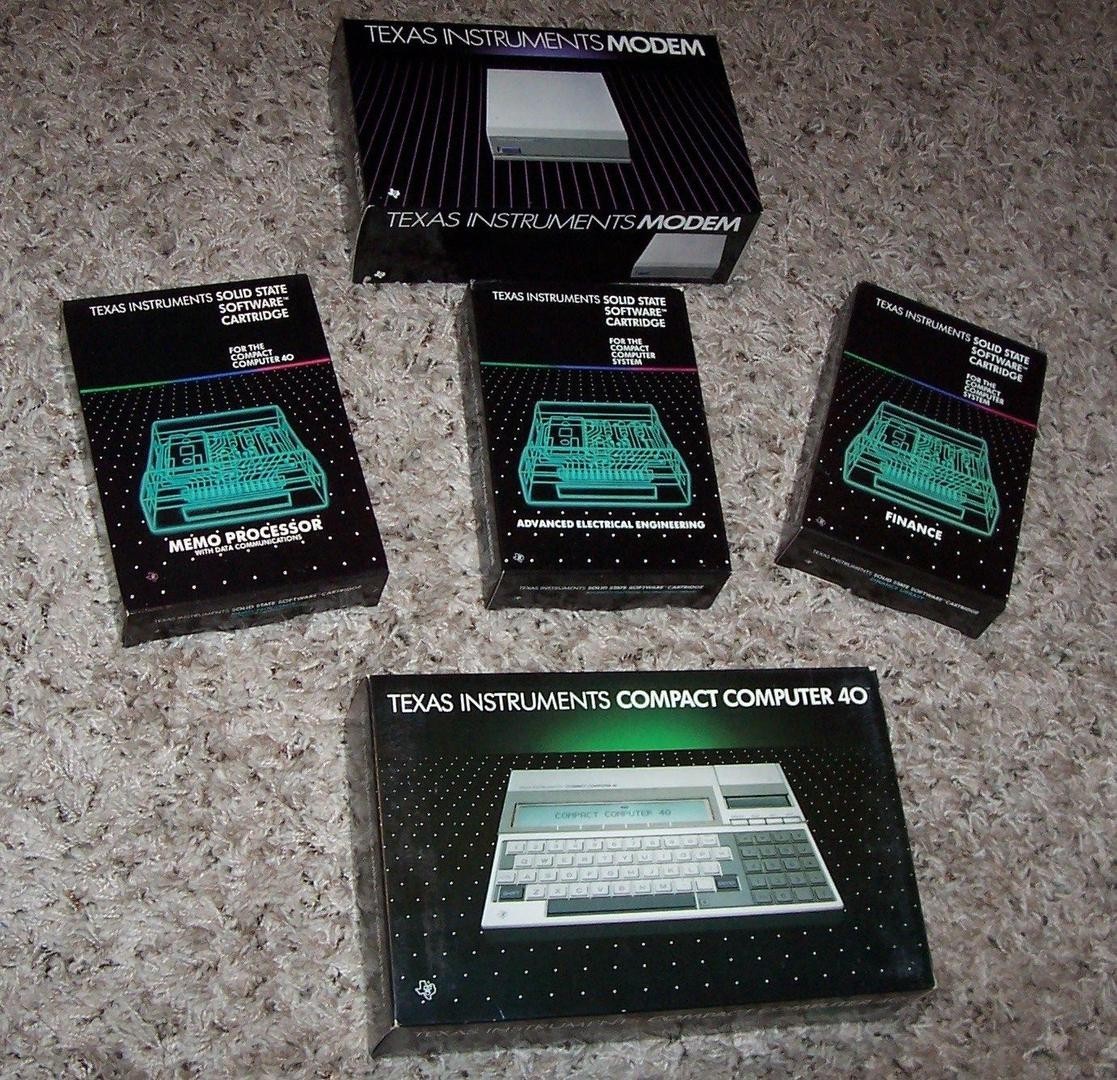 TEXAS INSTRUMENTS MODEM
TEXAS INSTRUMENTS MODEM
TEXAS INSTRUMENTS SOLID STATE
SOFTWARE™
CARTRIDGE
FOR THE
COMPACT
COMPUTER 40
MEMO PROCESSOR
WITH DATA COMMUNICATIONS
TEXAS INSTRUMENTS SOLID STATE SOFTWARE™ CARTRIDGE
TEXAS INSTRUMENTS SOLID STATE
SOFTWARE™
CARTRIDGE
FOR THE
COMPACT
COMPUTER
SYSTEM
ADVANCED ELECTRICAL ENGINEERING
TEXAS INSTRUMENTS SOLID STATE SOFTWARE™ CARTRIDGE
TEXAS INSTRUMENTS SOLID STATE
SOFTWARE™
CARTRIDGE
FOR THE
COMPACT
COMPUTER
SYSTEM
FINANCE
TEXAS INSTRUMENTS SOLID STATE SOFTWARE™ CARTRIDGE
TEXAS INSTRUMENTS COMPACT COMPUTER 40™
COMPACT COMPUTER 40
Q W E R T Y U I O P
A S D F G H J K L
Z X C V B N M